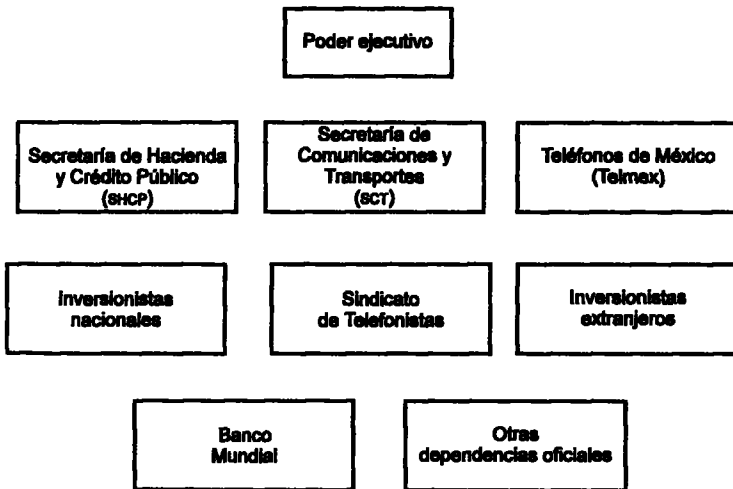 Poder ejecutivo
Secretaría de Hacienda
y Crédito Público
(SHCP)
Secretaría de
Comunicaciones y
Transportes
(SCT)
Teléfonos de México
(Telmex)
Inversionistas
nacionales
Sindicato
de Telefonistas
Inversionistas
extranjeros
Banco
Mundial
Otras
dependencias oficiales